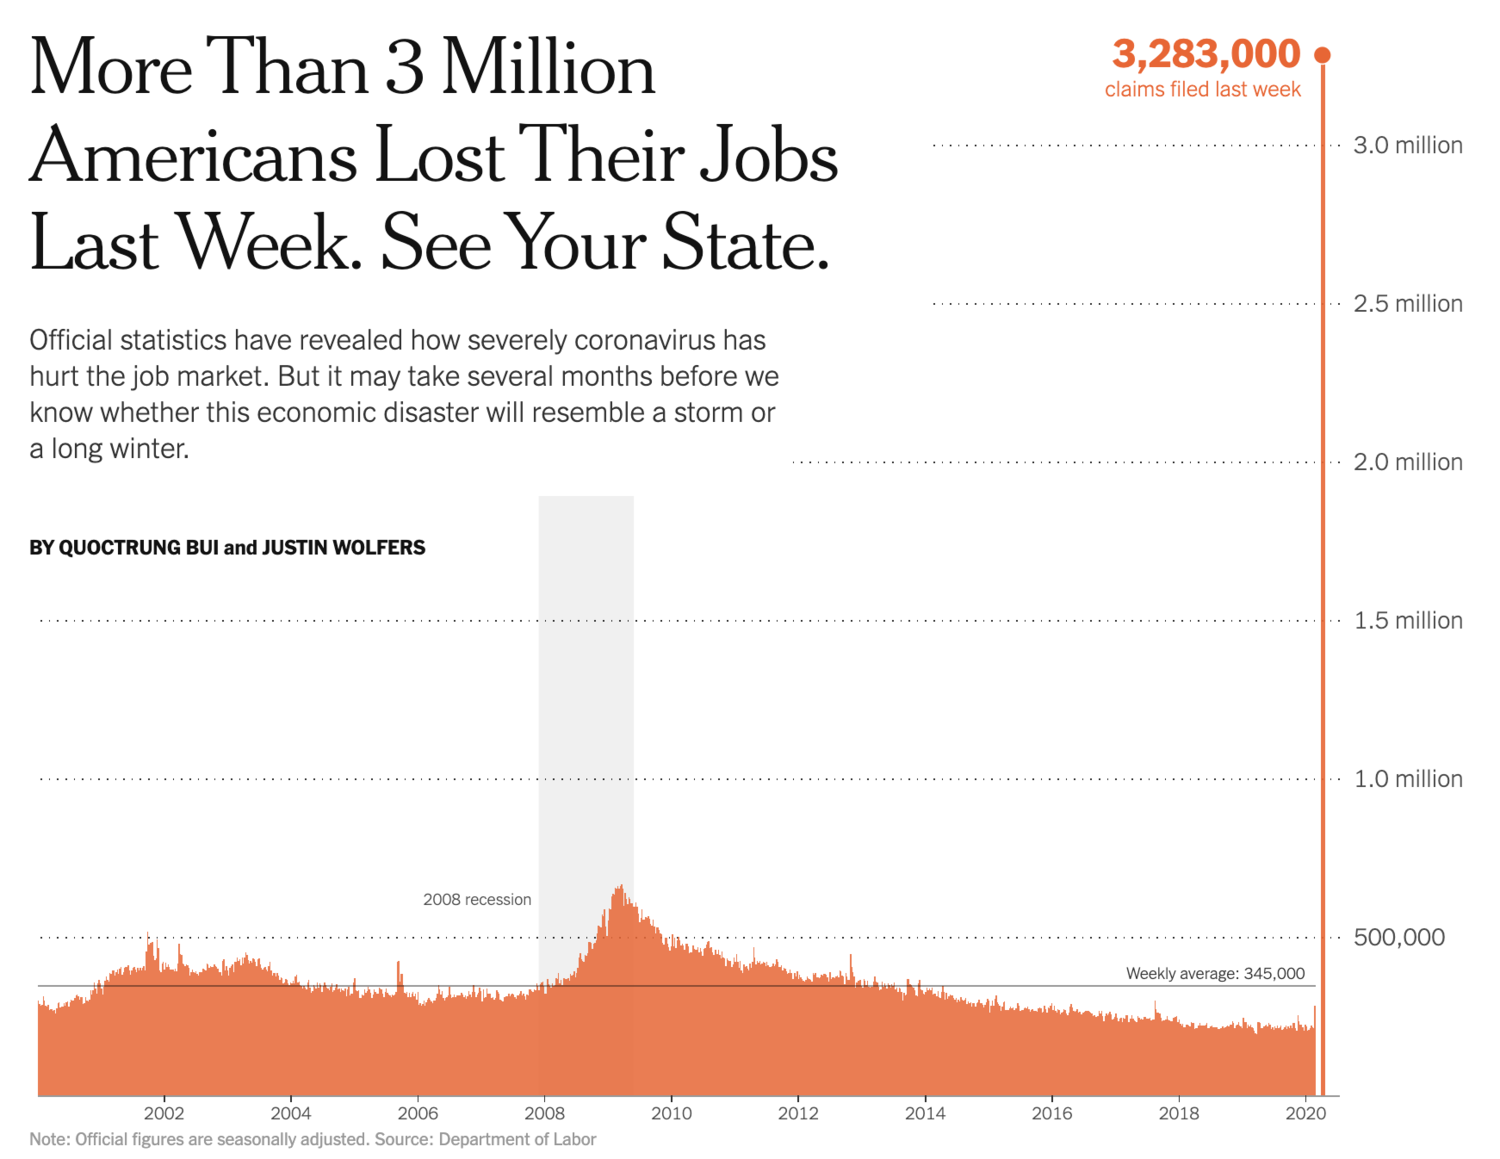 More Than 3 Million
Americans Lost Their Jobs
Last Week. See Your State.
Official statistics have revealed how severely coronavirus has
hurt the job market. But it may take several months before we
know whether this economic disaster will resemble a storm or
a long winter.
BY QUOCTRUNG BUI and JUSTIN WOLFERS
3,283,000
claims filed last week
3.0 million
2.5 million
2.0 million
1.5 million
1.0 million
500,000
2008 recession
Weekly average: 345,000
2002 2004 2006 2008 2010 2012 2014 2016 2018 2020
Note: Official figures are seasonally adjusted. Source: Department of Labor